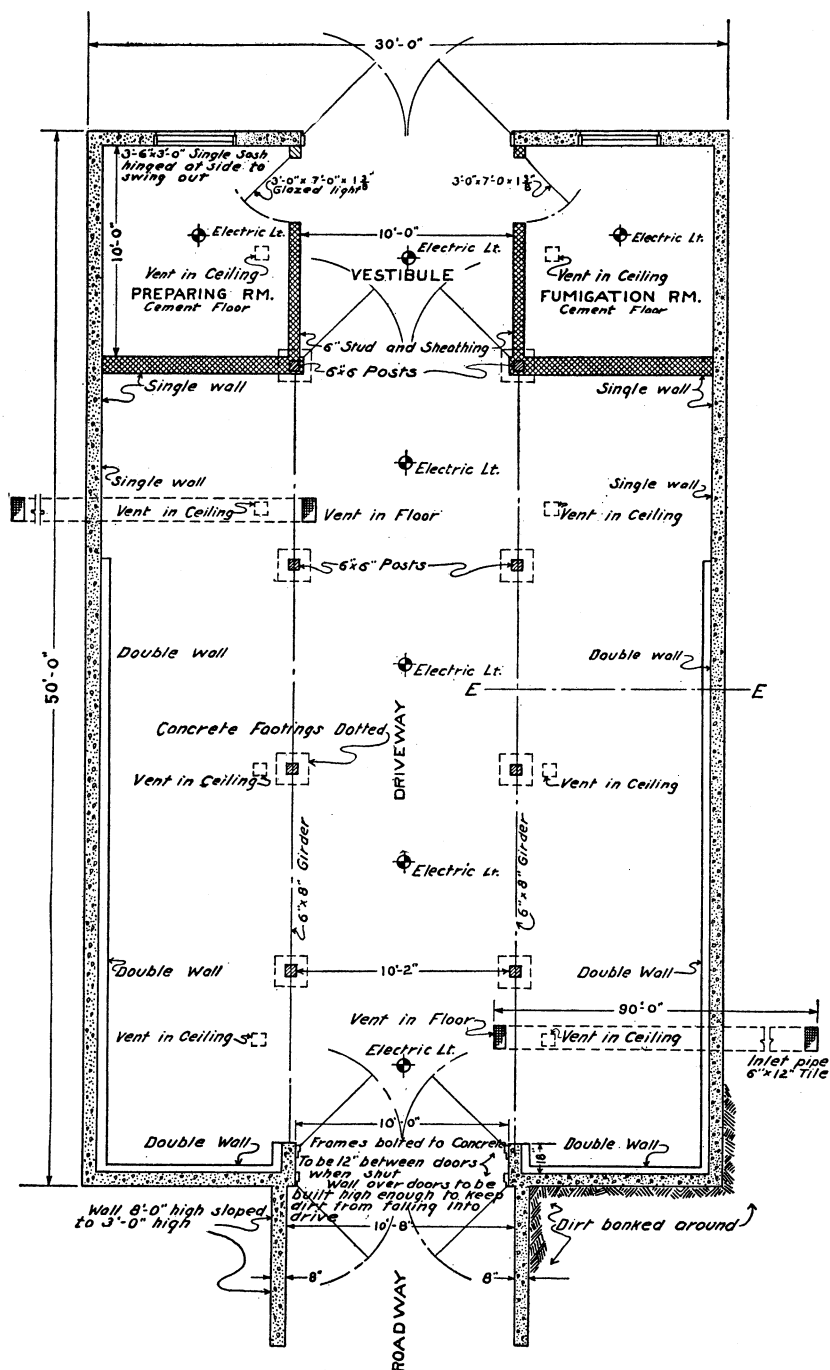 30'-0"
3'-6"x3'-0" Single Sash
hinged at side to
swing out
3'-0"x7'-0"x1 3/8"
Glazed light
3'-0"x7'-0x1 3/8"
10'-0"
Electric Lt.
10'-0"
Electric Lt.
Electric Lt.
Vent in Ceiling
VESTIBULE
Vent in Ceiling
PREPARING RM.
Cement Floor
FUMIGATION RM.
Cement Floor
6" Stud and Sheathing
6"x6 Posts
Single wall
Single wall
Electric Lt.
Single wall
Single wall
Vent in Ceiling
Vent in Floor
Vent in Ceiling
6"x6" Posts
50'-0"
Double wall
Electric Lt.
Double wall
E
E
Concrete Footings Dotted
DRIVEWAY
Vent in Ceiling
Vent in Ceiling
6"x8" Girder
Electric Lt.
6"x8" Girder
Double Wall
10'-2"
Double Wall
90'-0"
Vent in Floor
Vent in Ceiling
Vent in Ceiling
Electric Lt.
Inlet pipe
6"x12" Tile
10'-0"
Double Wall
Frames bolted to Concrete
18"
Double Wall
To be 12" between doors
when shut
Wall over doors to be
built high enough to keep
dirt from falling into
drive
Wall 8'-0" high sloped
to 3'-0" high
10'-8"
Dirt banked around
8"
8"
ROADWAY